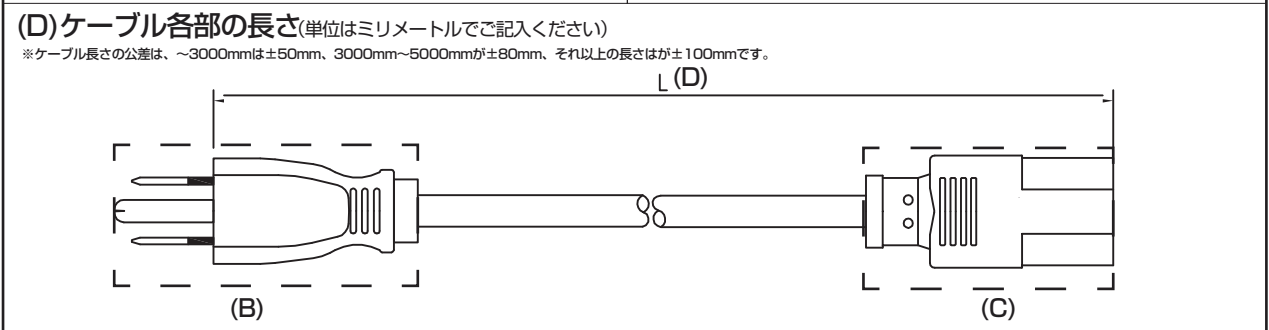 (D)ケーブル各部の長さ(単位はミリメートルでご記入ください)
※ケーブル長さの公差は、～3000mmは±50mm、3000mm～5000mmが±80mm、それ以上の長さはが±100mmです。
L (D)
(B)
(C)